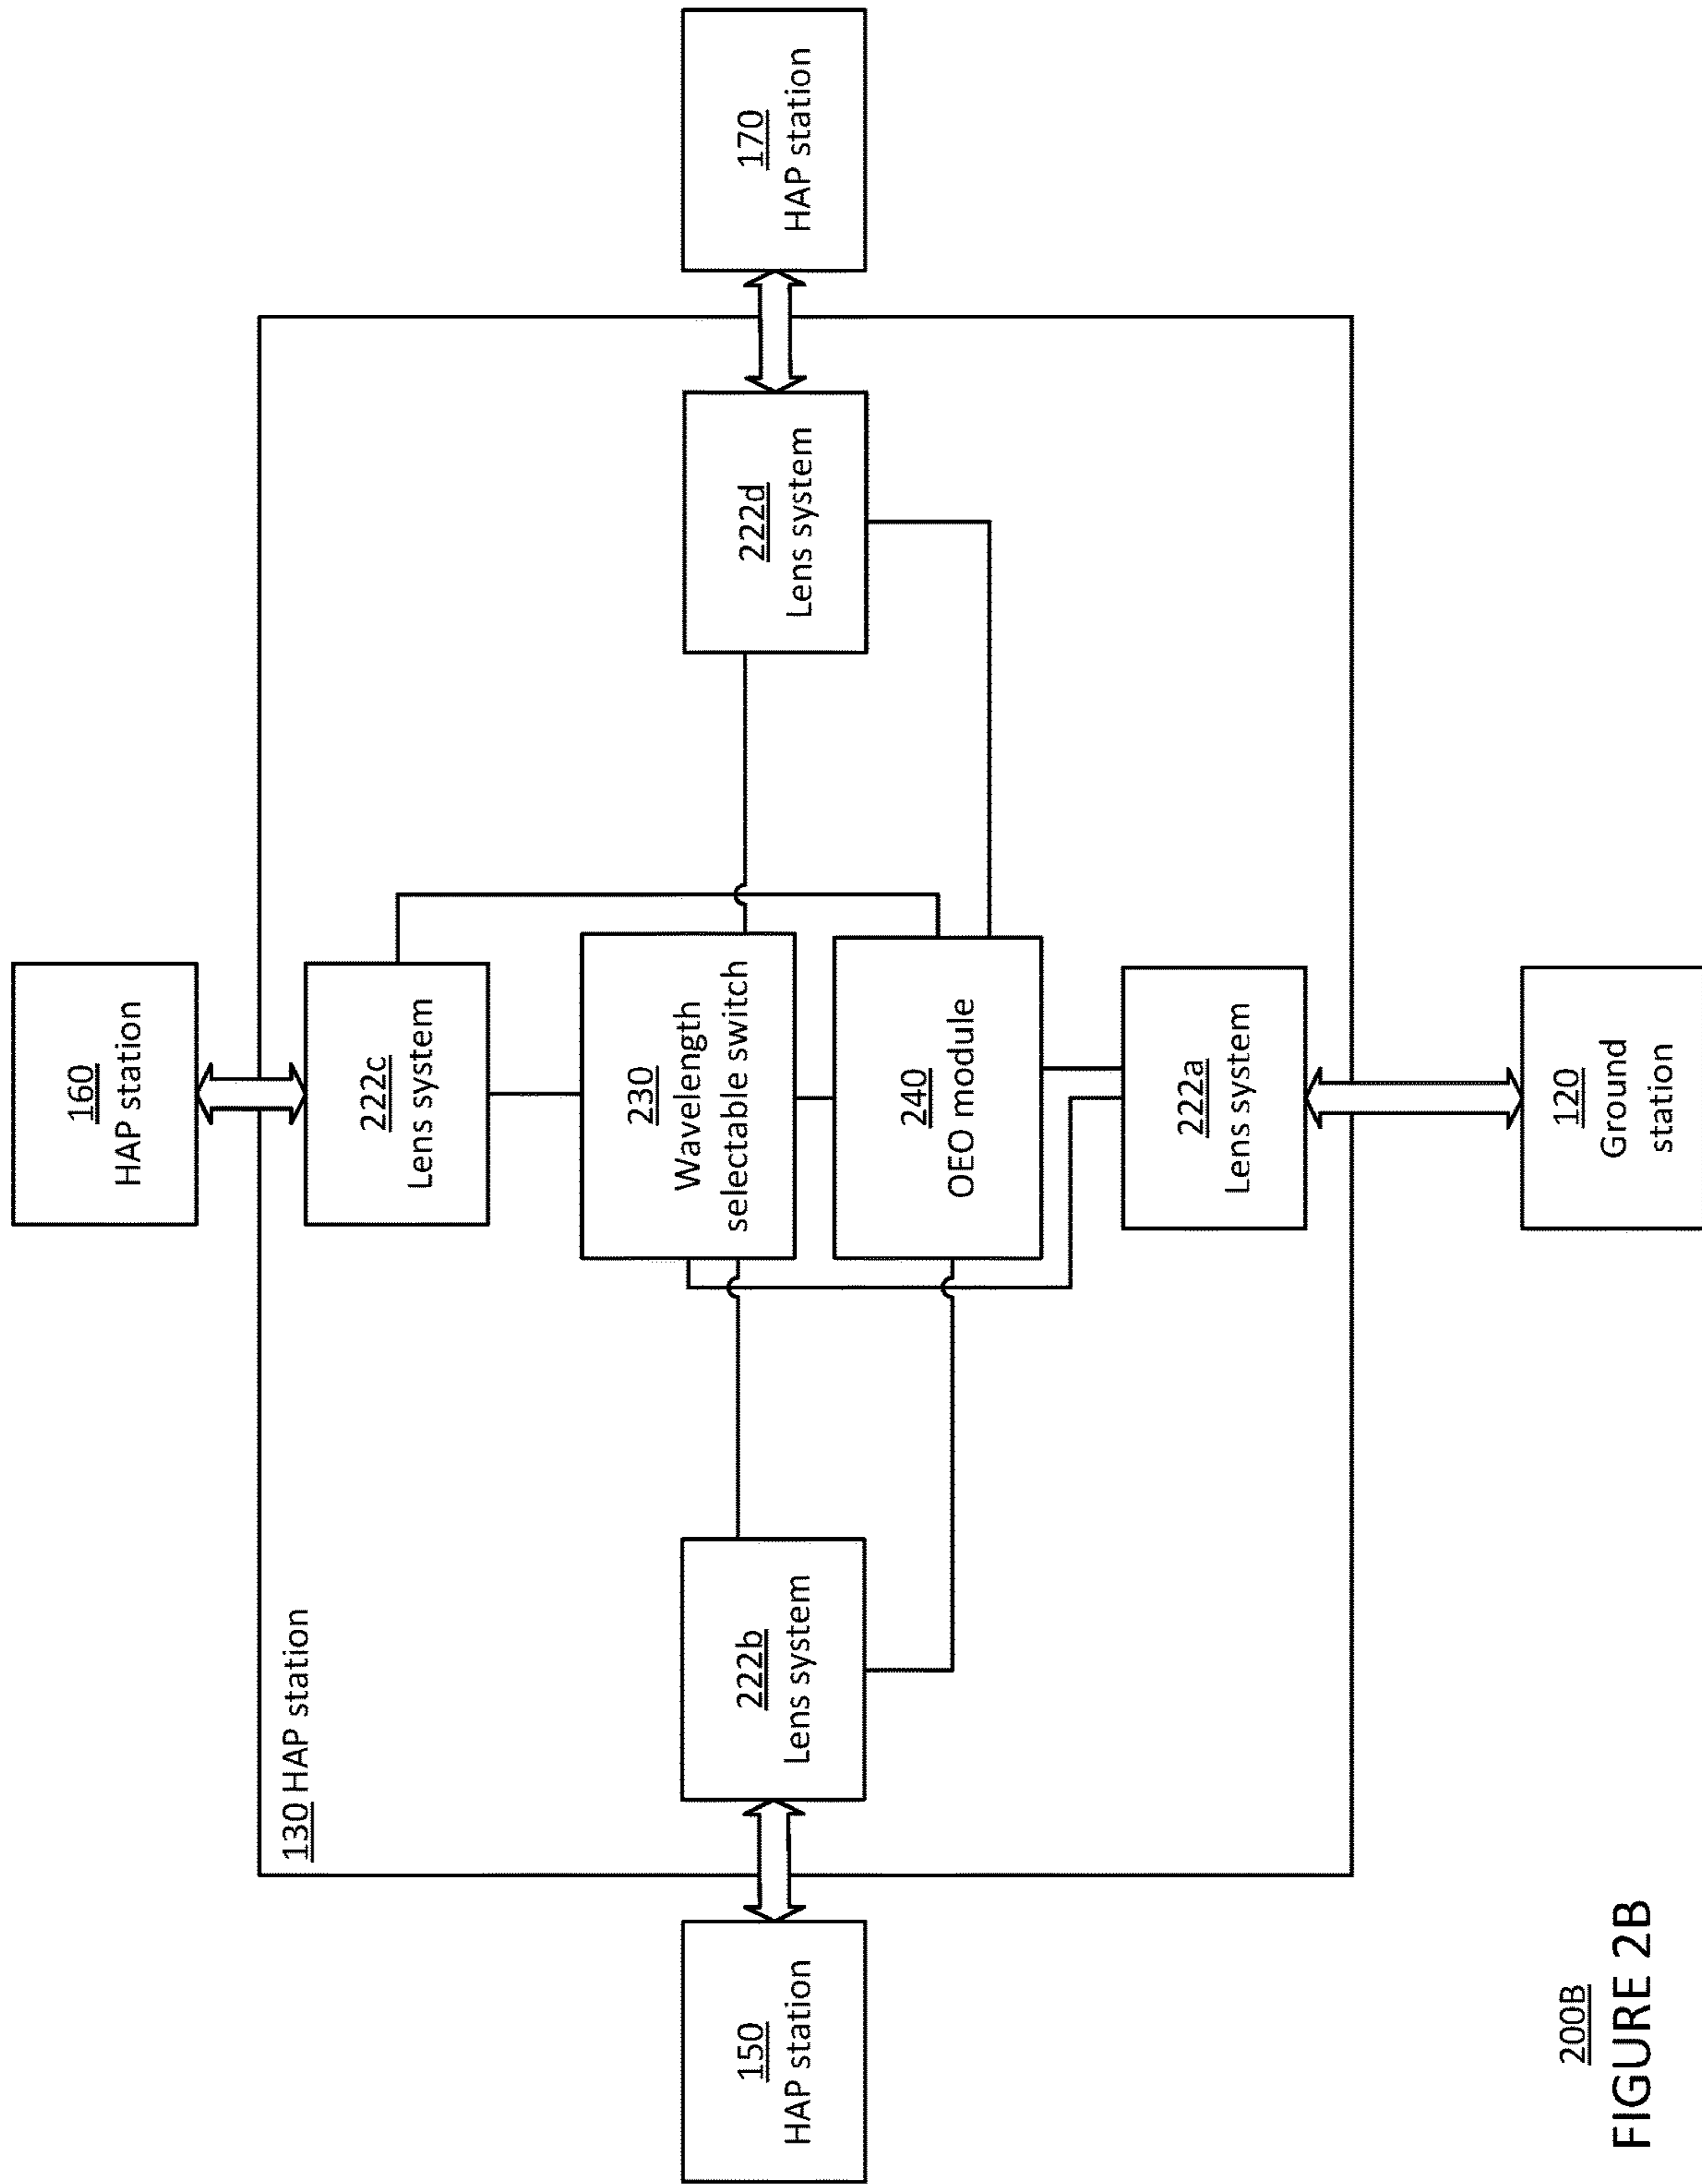 160
HAP station
130 HAP station
222c
Lens system
150
HAP station
222b
Lens system
230
Wavelength
selectable switch
222d
Lens system
170
HAP station
240
OEO module
222a
Lens system
120
Ground
station
200B
FIGURE 2B